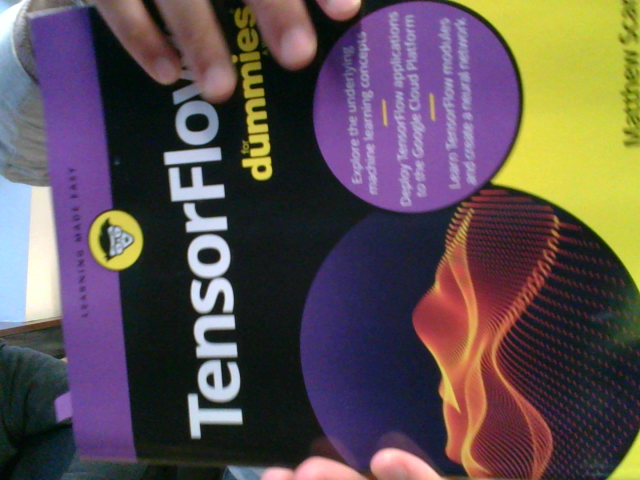 LEARNING MADE EASY
TensorFlow
for
dummies
Explore the underlying
machine learning concepts
Deploy TensorFlow applications
to the Google Cloud Platform
Learn TensorFlow modules
and create a neural network
Matthew